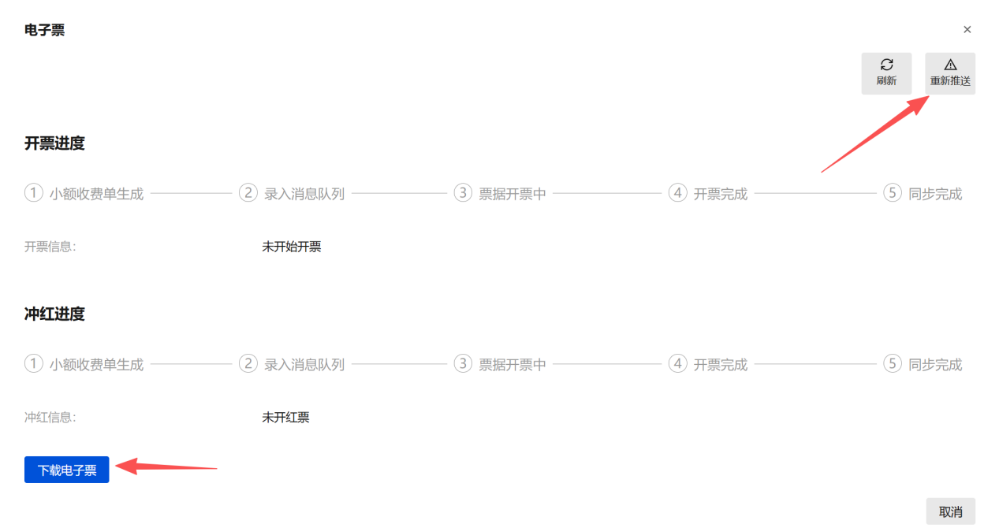 电子票
×
刷新
重新推送
开票进度
① 小额收费单生成 ② 录入消息队列 ③ 票据开票中 ④ 开票完成 ⑤ 同步完成
开票信息: 未开始开票
冲红进度
① 小额收费单生成 ② 录入消息队列 ③ 票据开票中 ④ 开票完成 ⑤ 同步完成
冲红信息: 未开红票
下载电子票
取消